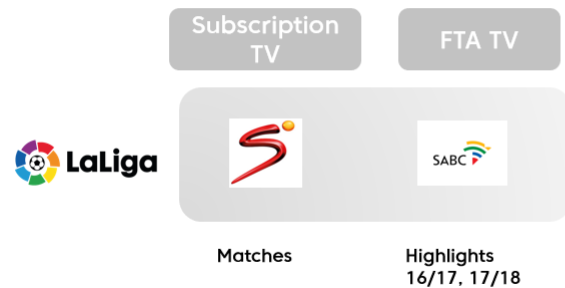 Subscription
TV
FTA TV
LaLiga
SABC
Matches
Highlights
16/17, 17/18